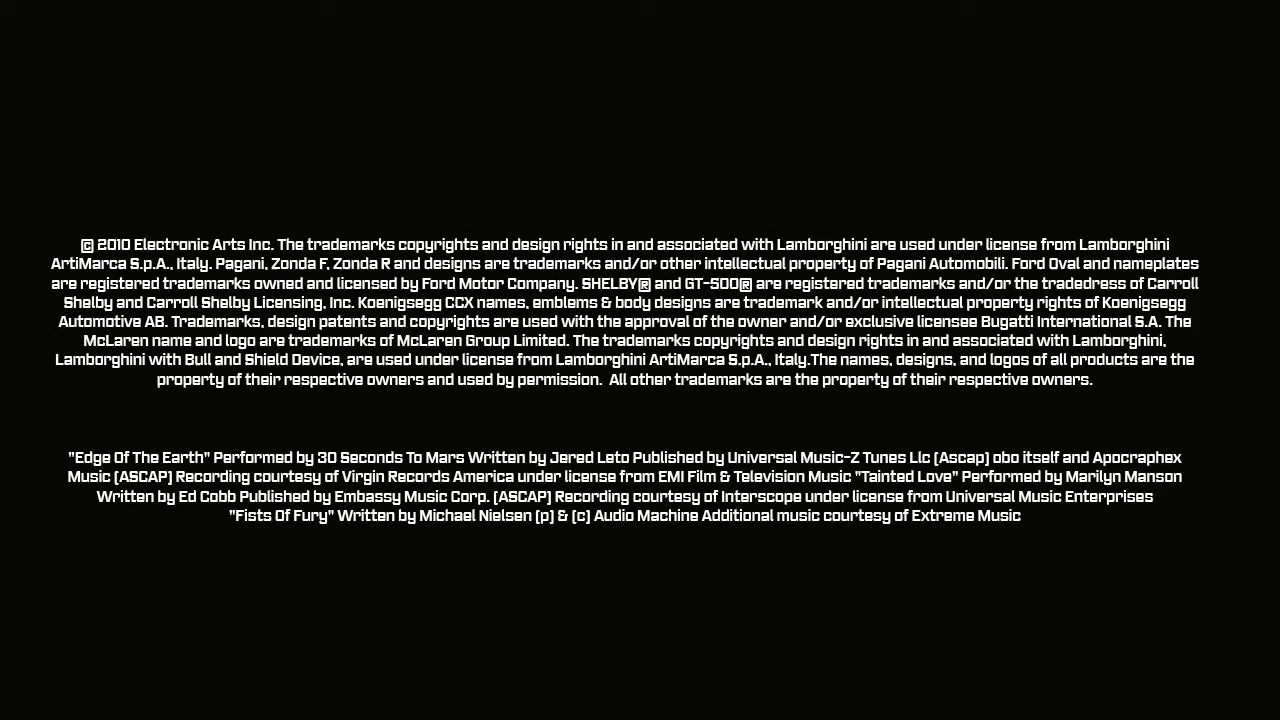 © 2010 Electronic Arts Inc. The trademarks copyrights and design rights in and associated with Lamborghini are used under license from Lamborghini
ArtiMarca S.p.A., Italy. Pagani, Zonda F, Zonda R and designs are trademarks and/or other intellectual property of Pagani Automobili. Ford Oval and nameplates
are registered trademarks owned and licensed by Ford Motor Company. SHELBY® and GT-500® are registered trademarks and/or the tradedress of Carroll
Shelby and Carroll Shelby Licensing, Inc. Koenigsegg CCX names, emblems & body designs are trademark and/or intellectual property rights of Koenigsegg
Automotive AB. Trademarks, design patents and copyrights are used with the approval of the owner and/or exclusive licensee Bugatti International S.A. The
McLaren name and logo are trademarks of McLaren Group Limited. The trademarks copyrights and design rights in and associated with Lamborghini,
Lamborghini with Bull and Shield Device, are used under license from Lamborghini ArtiMarca S.p.A., Italy.The names, designs, and logos of all products are the
property of their respective owners and used by permission.  All other trademarks are the property of their respective owners.
"Edge Of The Earth" Performed by 30 Seconds To Mars Written by Jered Leto Published by Universal Music-Z Tunes Llc (Ascap) obo itself and Apocraphex
Music (ASCAP) Recording courtesy of Virgin Records America under license from EMI Film & Television Music "Tainted Love" Performed by Marilyn Manson
Written by Ed Cobb Published by Embassy Music Corp. (ASCAP) Recording courtesy of Interscope under license from Universal Music Enterprises
"Fists Of Fury" Written by Michael Nielsen (p) & (c) Audio Machine Additional music courtesy of Extreme Music